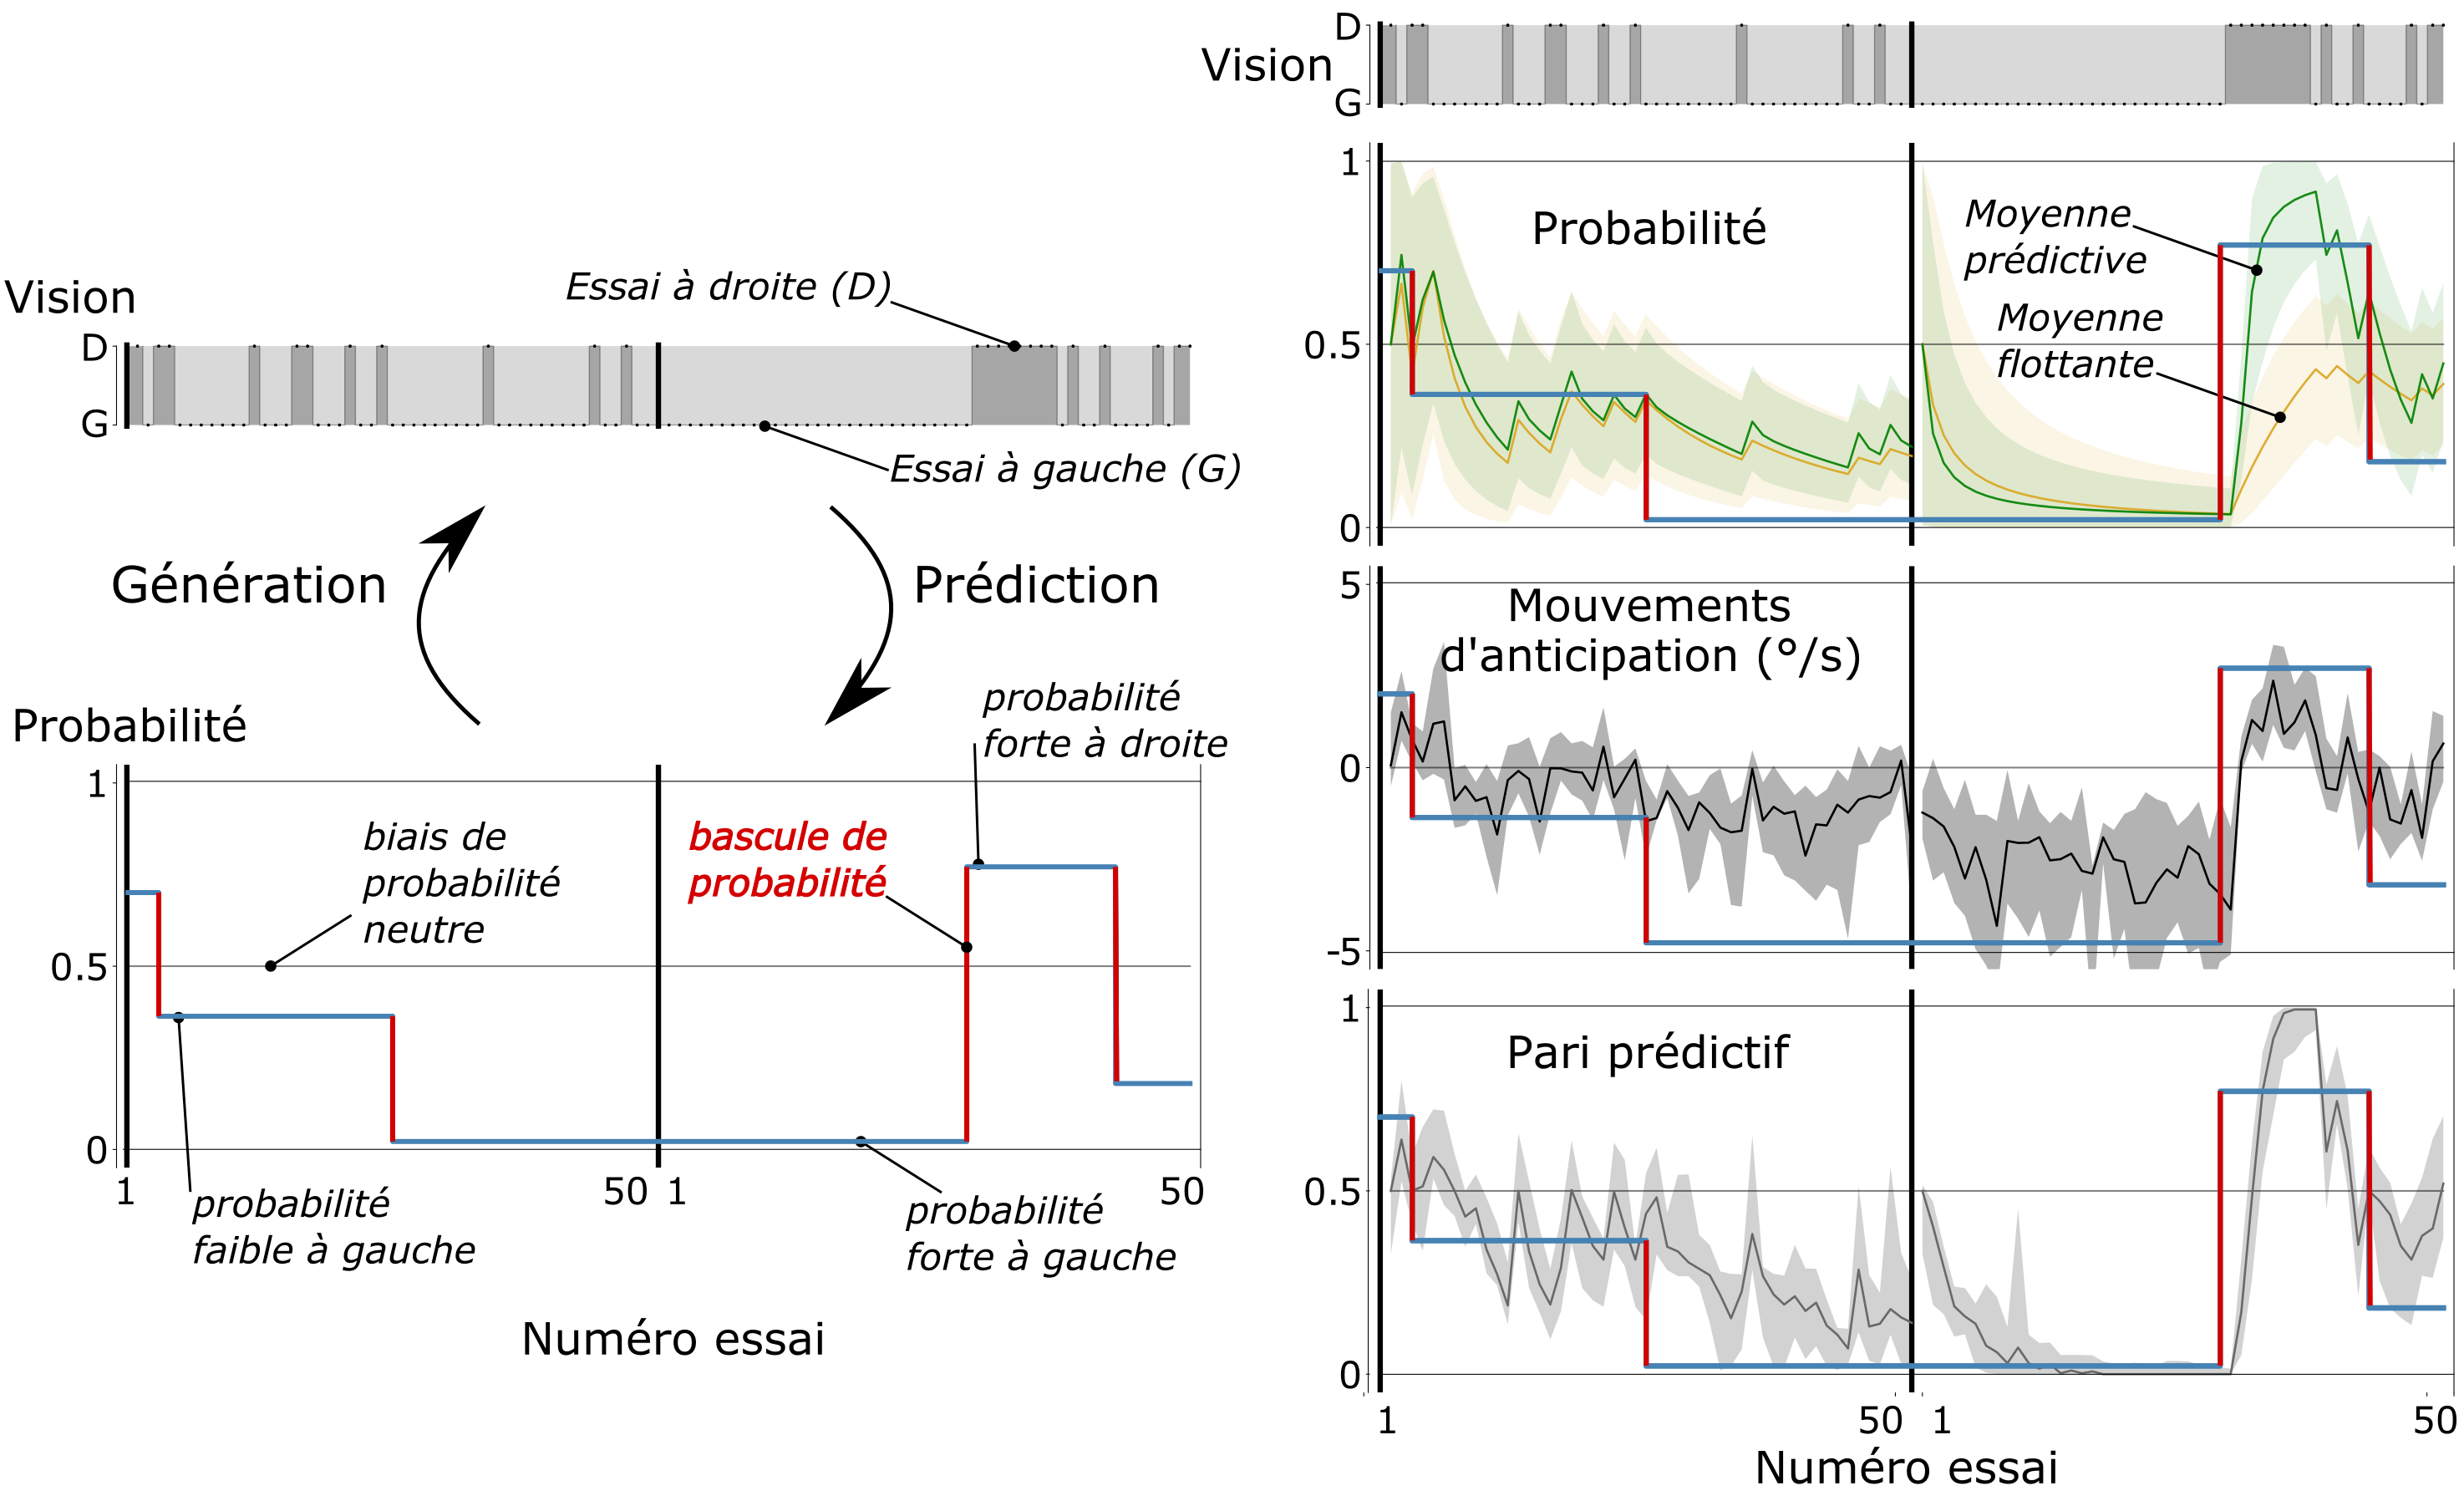 Vision
D
G
Essai à droite (D)
Essai à gauche (G)
Génération
Prédiction
Probabilité
1
0.5
0
biais de
probabilité
neutre
bascule de
probabilité
probabilité
forte à droite
probabilité
faible à gauche
probabilité
forte à gauche
1
50
1
50
Numéro essai
Vision
D
G
1
0.5
0
Probabilité
Moyenne
prédictive
Moyenne
flottante
5
0
-5
Mouvements
d'anticipation (°/s)
1
0.5
0
Pari prédictif
1
50
1
50
Numéro essai